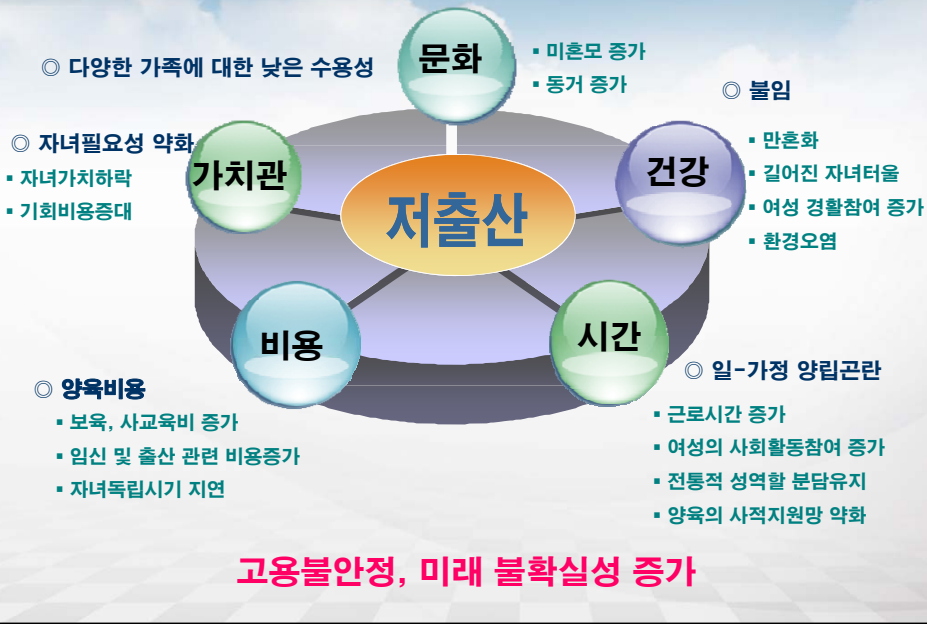 문화
◎ 다양한 가족에 대한 낮은 수용성
▪ 미혼모 증가
▪ 동거 증가
건강
◎ 불임
▪ 만혼화
▪ 길어진 자녀터울
▪ 여성 경활참여 증가
▪ 환경오염
가치관
◎ 자녀필요성 약화
▪ 자녀가치하락
▪ 기회비용증대
저출산
비용
◎ 양육비용
▪ 보육, 사교육비 증가
▪ 임신 및 출산 관련 비용증가
▪ 자녀독립시기 지연
시간
◎ 일-가정 양립곤란
▪ 근로시간 증가
▪ 여성의 사회활동참여 증가
▪ 전통적 성역할 분담유지
▪ 양육의 사적지원망 약화
고용불안정, 미래 불확실성 증가